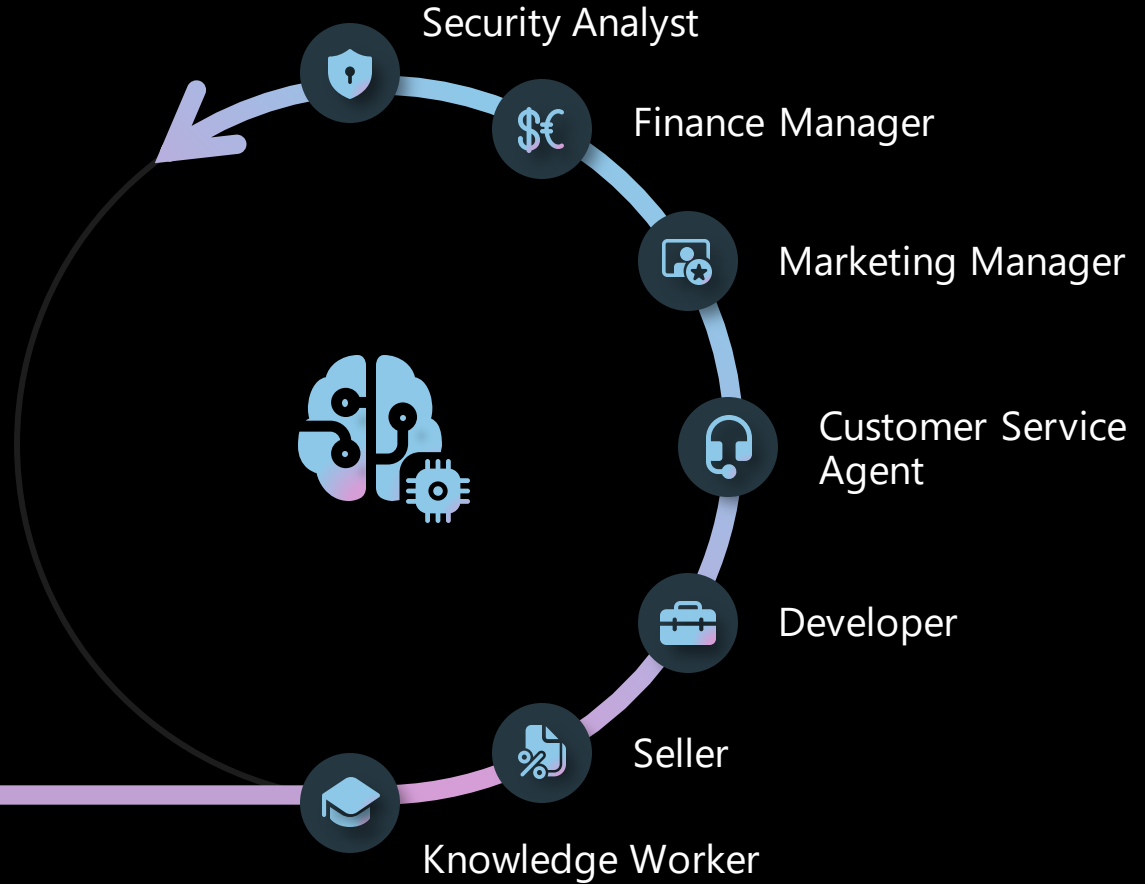 Security Analyst
Finance Manager
Marketing Manager
Customer Service
Agent
Developer
Seller
Knowledge Worker